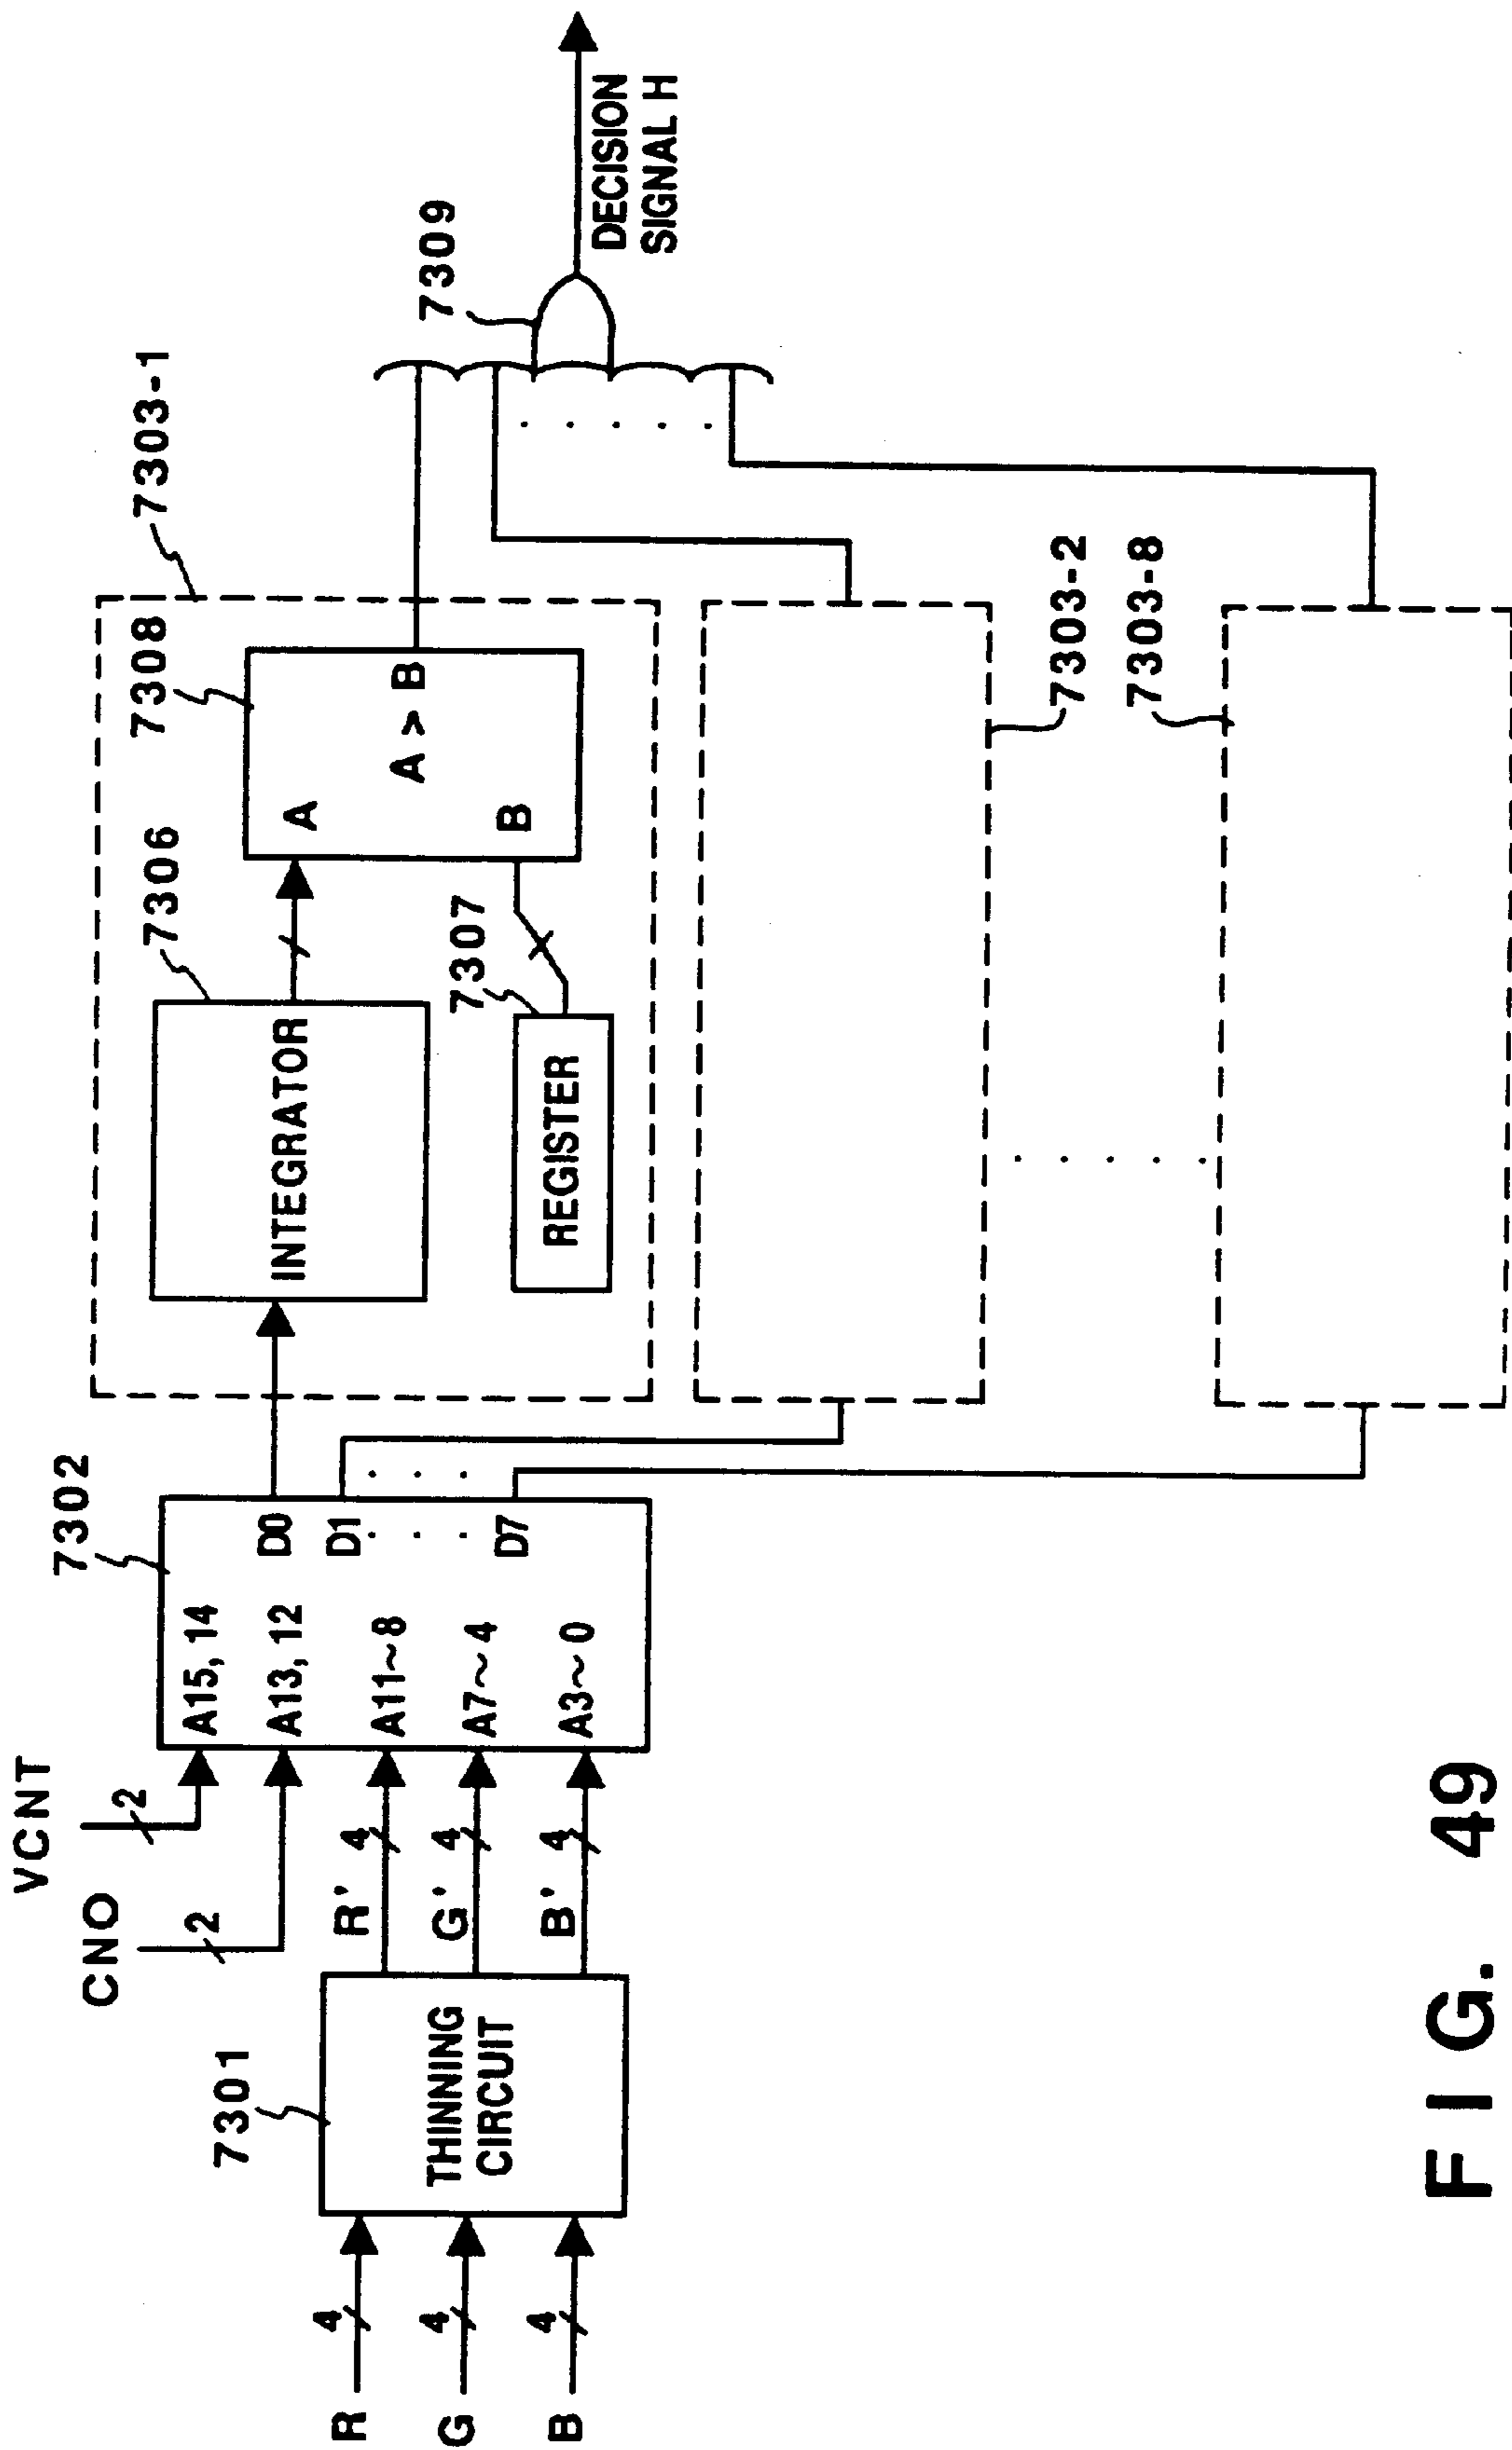 R
G
B
4
4
4
7301
THINNING
CIRCUIT
CNO
VCNT
2
2
R' 4
G' 4
B' 4
7302
A15, 14
A13, 12
A11~8
A7~4
A3~0
D0
D1
D7
7303-1
7306
INTEGRATOR
7307
REGISTER
7308
A
B
A > B
7303-2
7303-8
7309
DECISION
SIGNAL H
FIG. 49